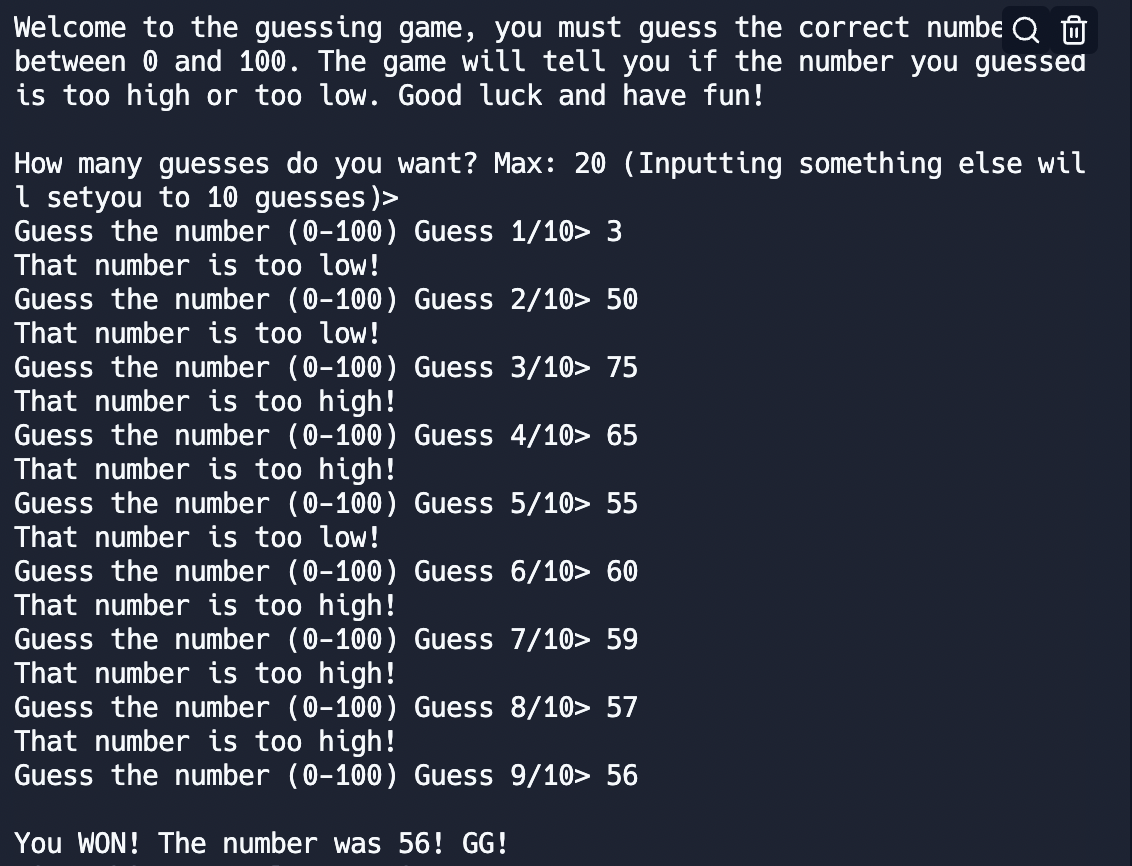 Welcome to the guessing game, you must guess the correct numbe
between 0 and 100. The game will tell you if the number you guessed
is too high or too low. Good luck and have fun!
How many guesses do you want? Max: 20 (Inputting something else wil
l setyou to 10 guesses)>
Guess the number (0-100) Guess 1/10> 3
That number is too low!
Guess the number (0-100) Guess 2/10> 50
That number is too low!
Guess the number (0-100) Guess 3/10> 75
That number is too high!
Guess the number (0-100) Guess 4/10> 65
That number is too high!
Guess the number (0-100) Guess 5/10> 55
That number is too low!
Guess the number (0-100) Guess 6/10> 60
That number is too high!
Guess the number (0-100) Guess 7/10> 59
That number is too high!
Guess the number (0-100) Guess 8/10> 57
That number is too high!
Guess the number (0-100) Guess 9/10> 56
You WON! The number was 56! GG!